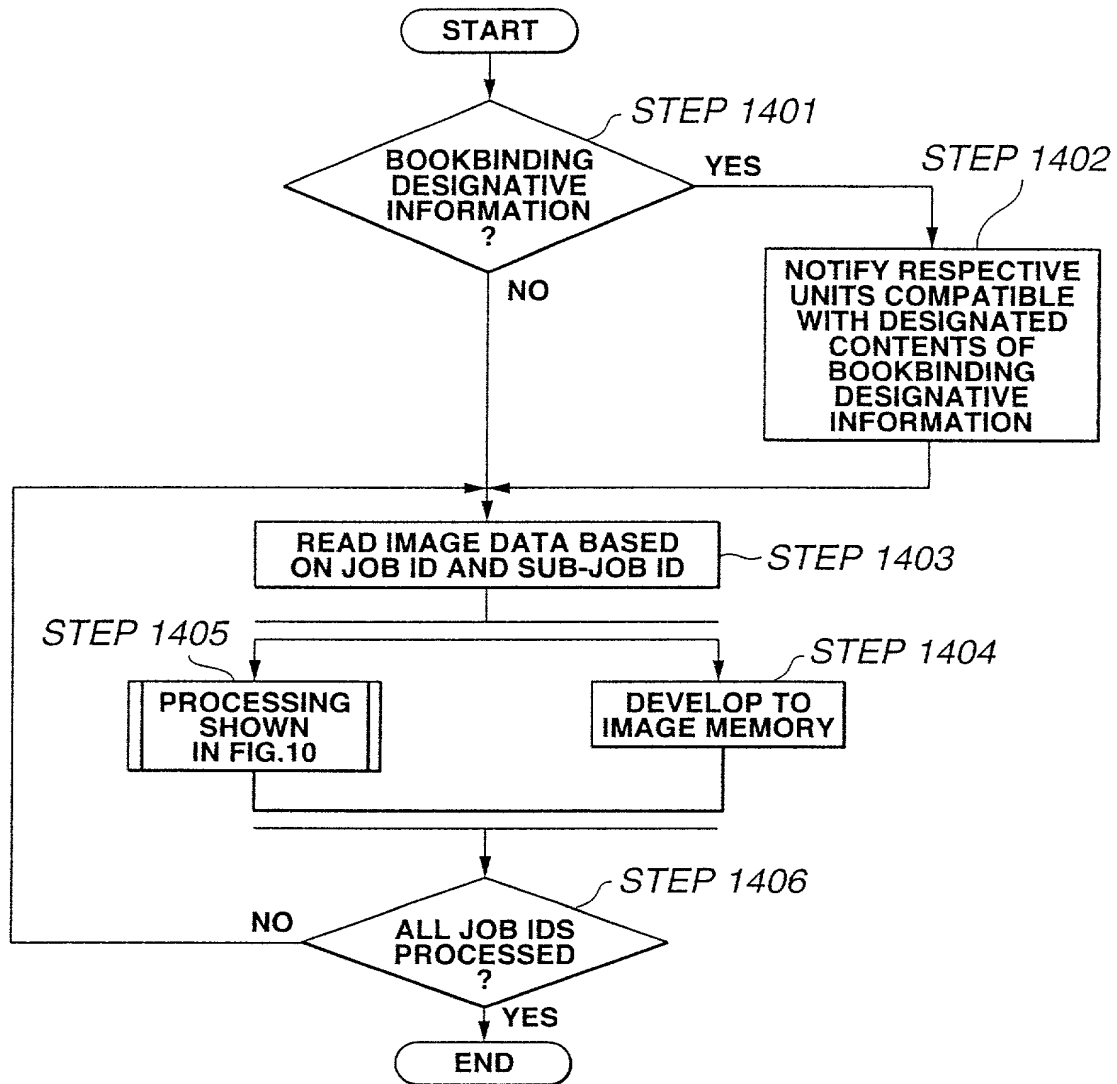 START
STEP 1401
BOOKBINDING
DESIGNATIVE
INFORMATION
?
YES
NO
STEP 1402
NOTIFY RESPECTIVE
UNITS COMPATIBLE
WITH DESIGNATED
CONTENTS OF
BOOKBINDING
DESIGNATIVE
INFORMATION
READ IMAGE DATA BASED
ON JOB ID AND SUB-JOB ID
STEP 1403
STEP 1405
PROCESSING
SHOWN
IN FIG.10
STEP 1404
DEVELOP TO
IMAGE MEMORY
STEP 1406
NO
ALL JOB IDS
PROCESSED
?
YES
END